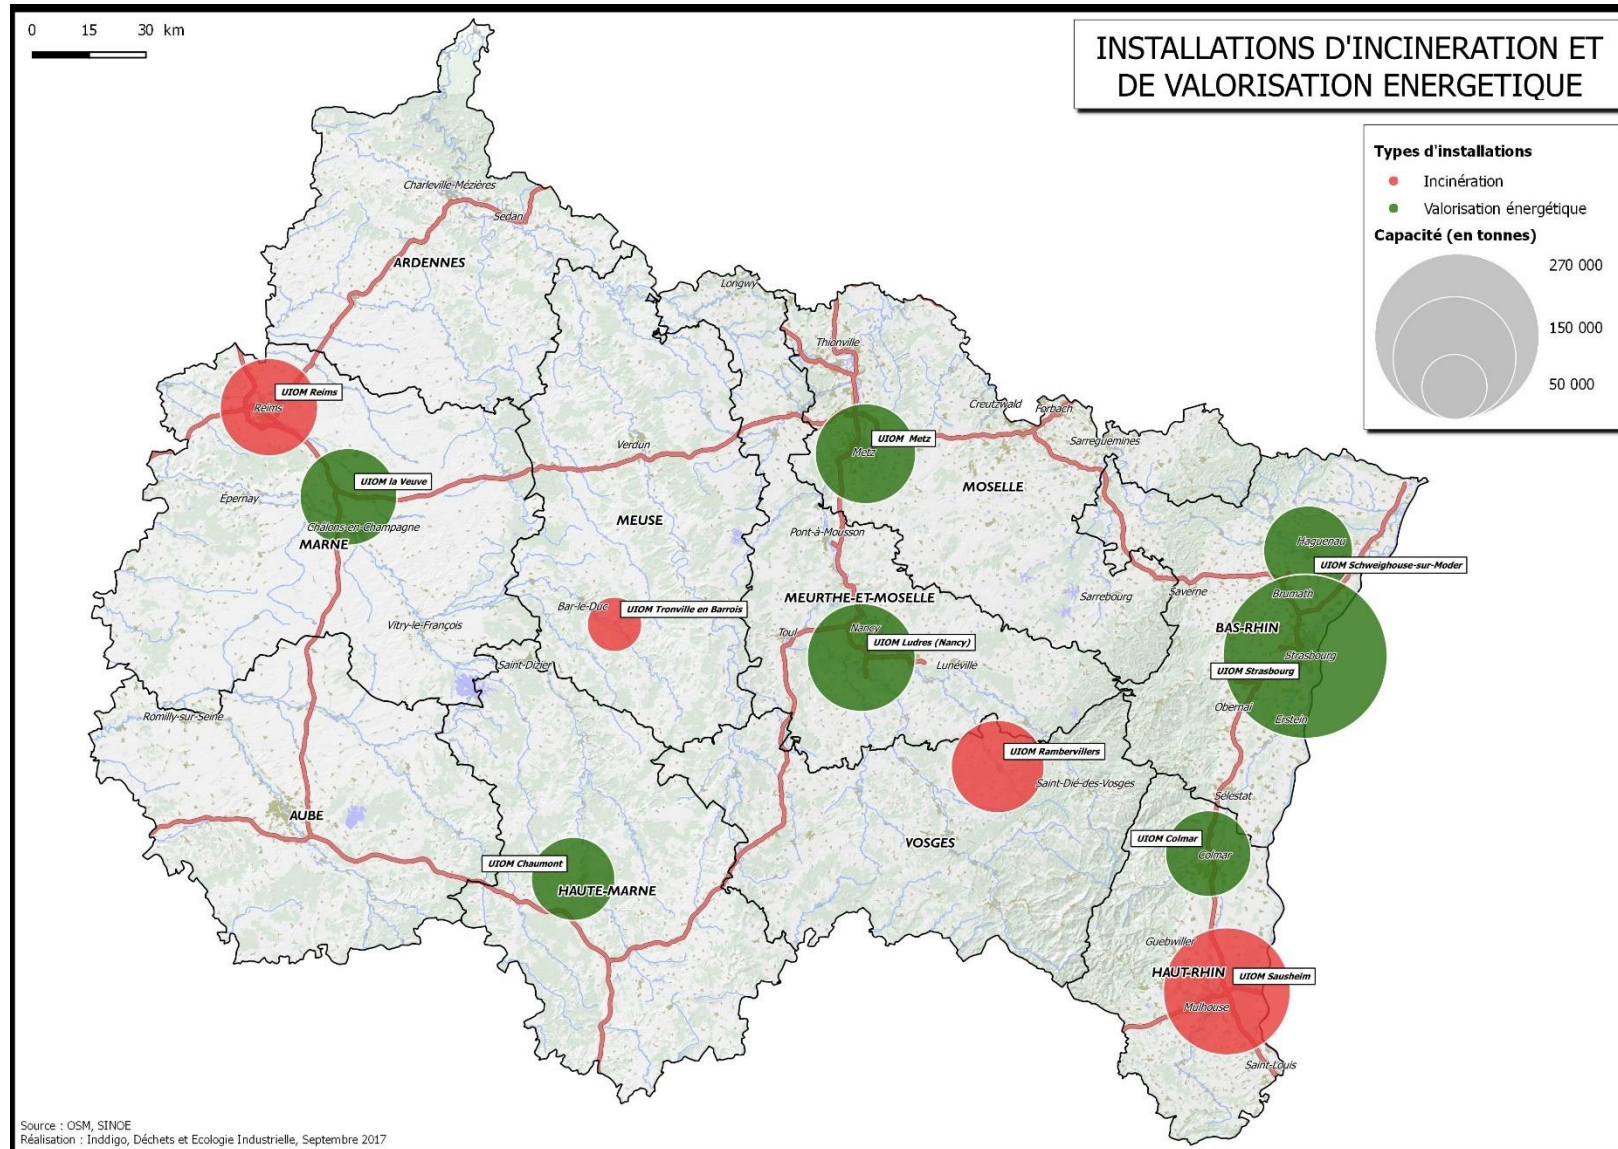 0 15 30 km
INSTALLATIONS D'INCINERATION ET
DE VALORISATION ENERGETIQUE
Types d'installations
Incinération
Valorisation énergétique
Capacité (en tonnes)
270 000
150 000
50 000
Charleville-Mézières
Sedan
ARDENNES
Longwy
Thionville
UIOM Reims
Reims
Creutzwald
Forbach
Sarreguemines
UIOM Metz
Metz
Verdun
UIOM la Veuve
Épernay
MOSELLE
Châlons-en-Champagne
MARNE
MEUSE
Pont-à-Mousson
Haguenau
UIOM Schweighouse-sur-Moder
Saverne
Brumath
Sarrebourg
MEURTHE-ET-MOSELLE
Bar-le-Duc
UIOM Tronville en Barrois
Vitry-le-François
Toul
Nancy
UIOM Ludres (Nancy)
Lunéville
BAS-RHIN
Strasbourg
UIOM Strasbourg
Saint-Dizier
Obernai
Erstein
Romilly-sur-Seine
UIOM Rambervillers
Saint-Dié-des-Vosges
Sélestat
AUBE
VOSGES
UIOM Colmar
Colmar
UIOM Chaumont
HAUTE-MARNE
Guebwiller
HAUT-RHIN
UIOM Sausheim
Mulhouse
Saint-Louis
Source : OSM, SINOE
Réalisation : Inddigo, Déchets et Ecologie Industrielle, Septembre 2017